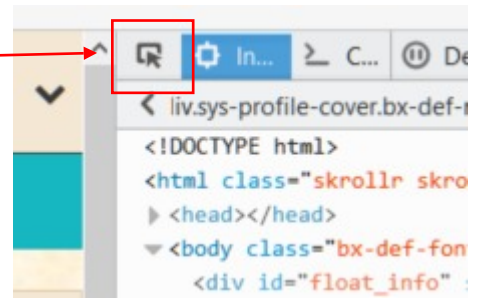 In... C... De
liv.sys-profile-cover.bx-def-r
<!DOCTYPE html>
<html class="skrollr skro
<head></head>
<body class="bx-def-fon
<div id="float_info"